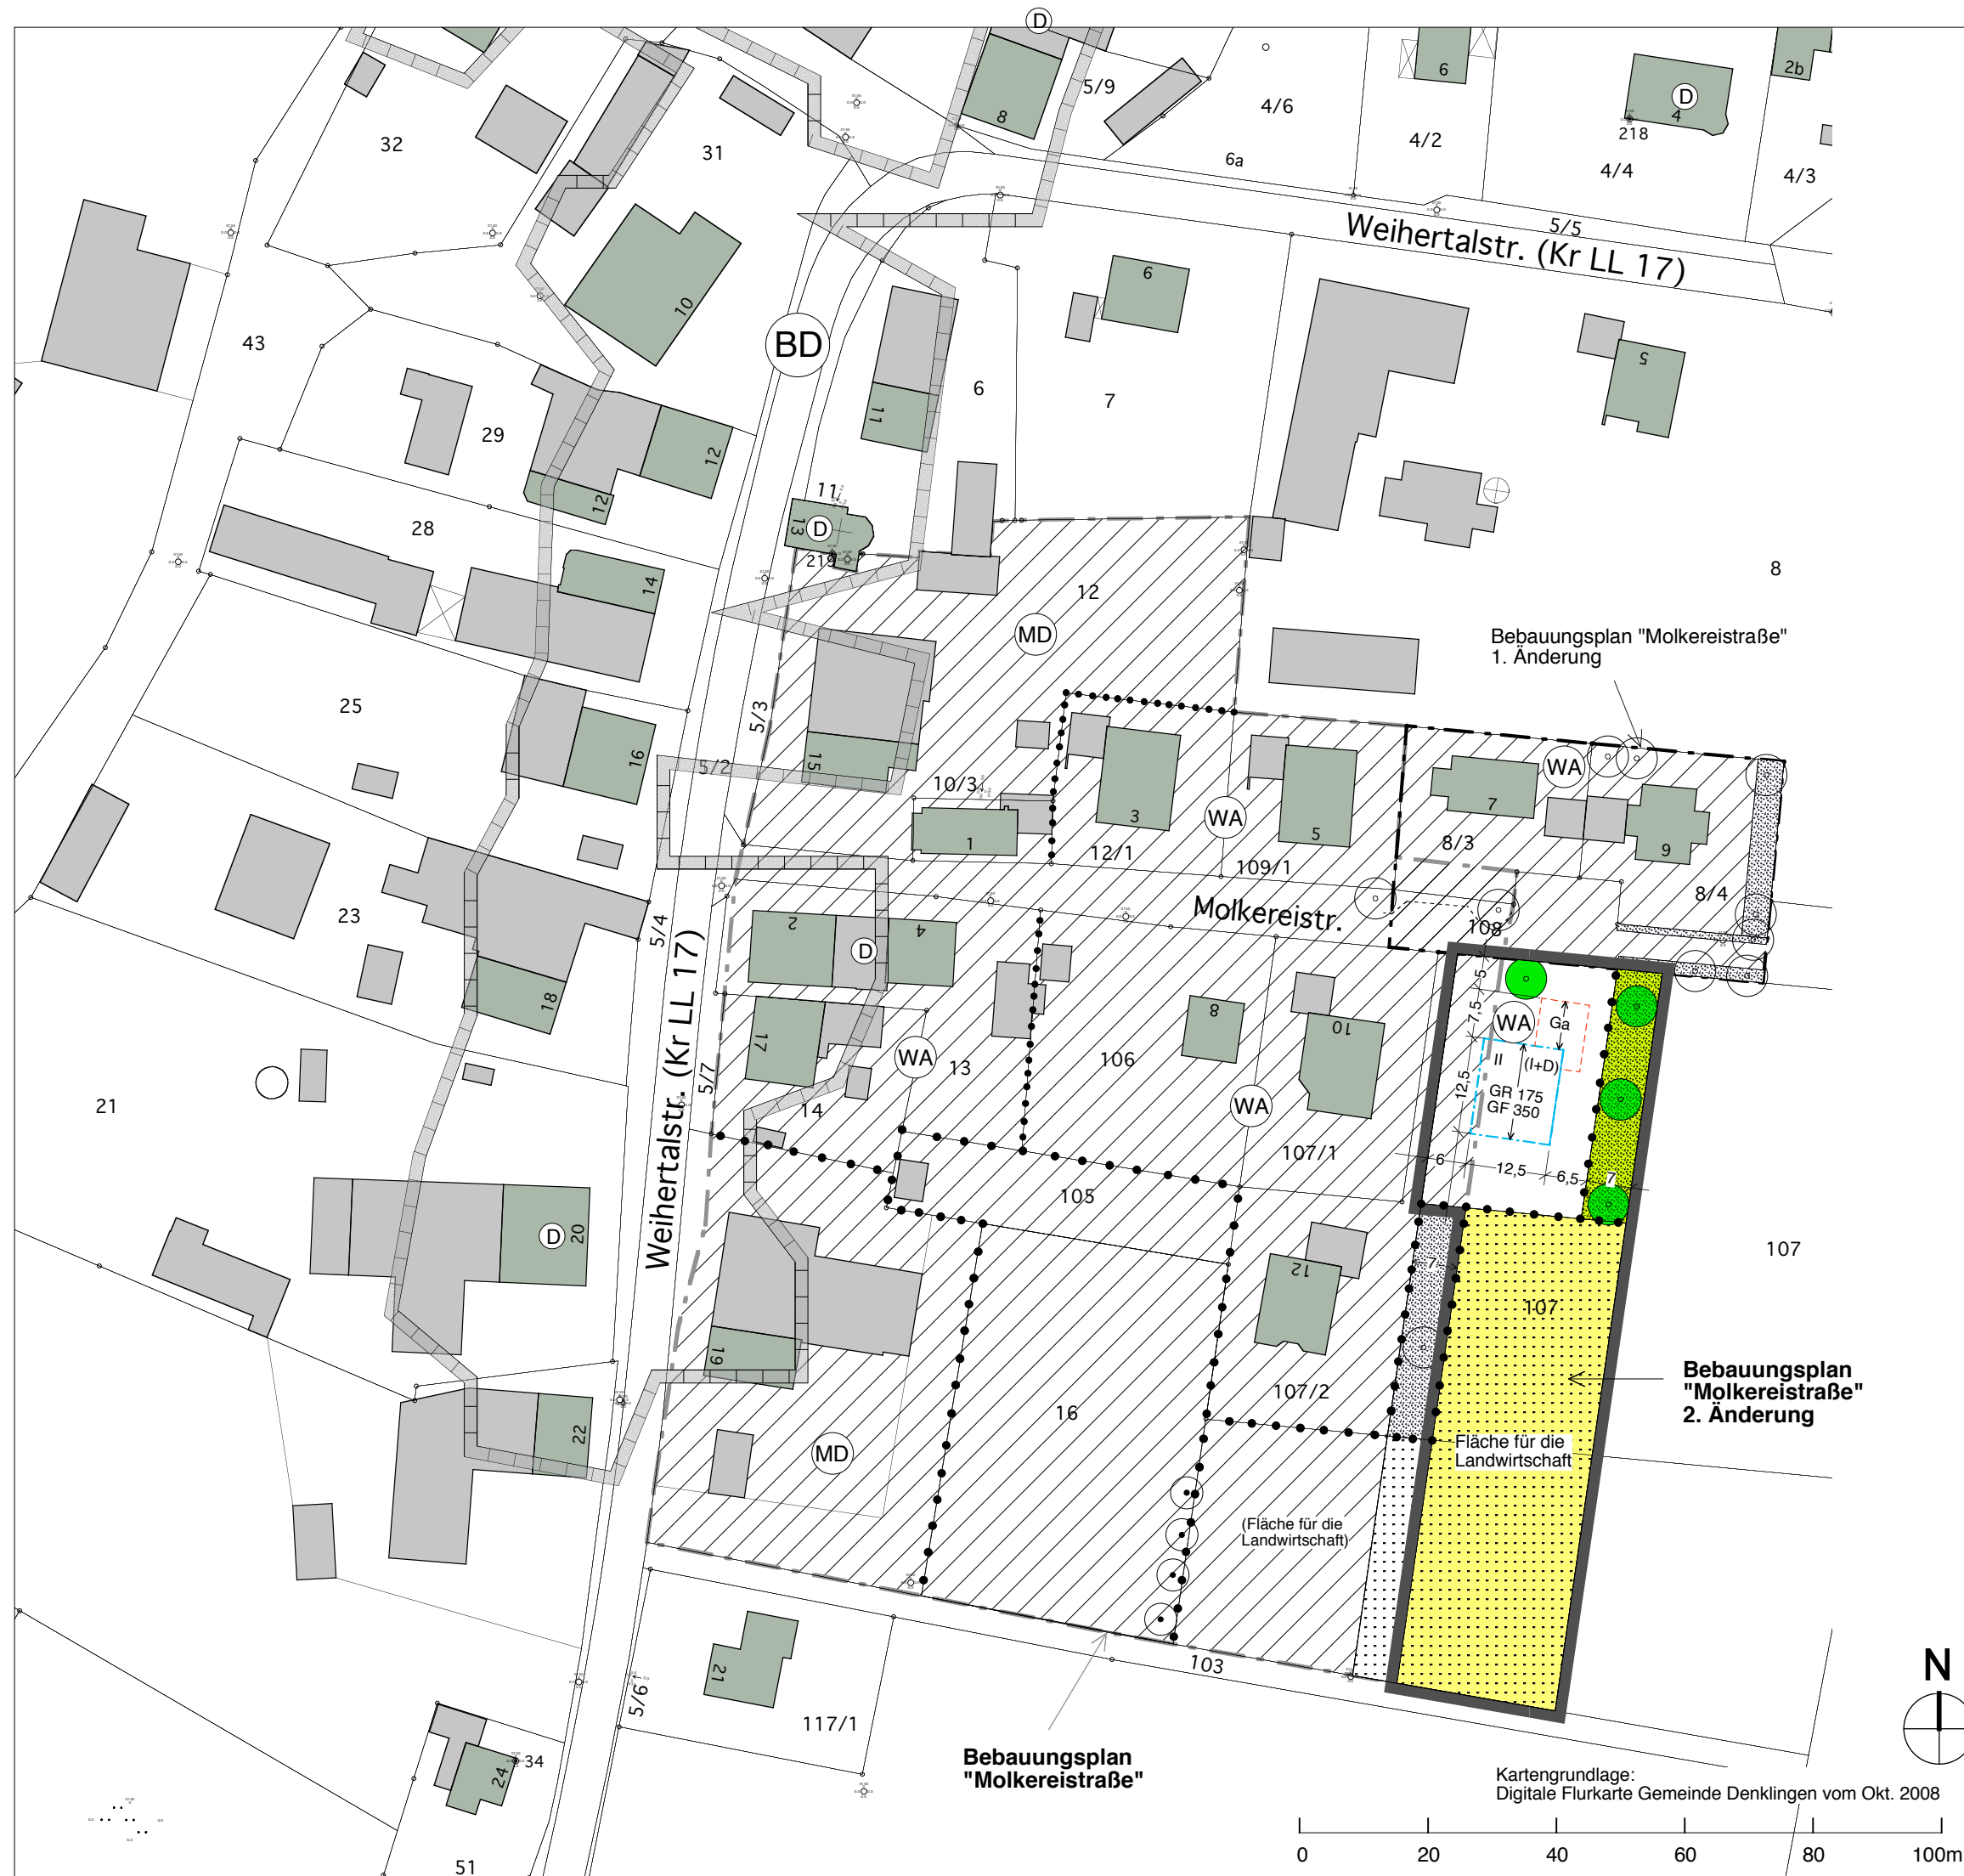 D
5/9
4/6
6
4/2
D
4
218
4/4
2b
4/3
32
31
8
6a
5/5
Weihertalstr. (Kr LL 17)
43
10
BD
6
6
7
5
29
12
12
11
11
13
D
219
28
14
12
MD
8
Bebauungsplan "Molkereistraße"
1. Änderung
25
16
5/3
5/2
15
10/3
1
3
12/1
WA
5
109/1
7
WA
8/3
9
8/4
23
18
5/4
2
D
4
Molkereistr.
108
5
7,5
WA
Ga
II
(I+D)
12,5
GR 175
GF 350
6
12,5
6,5
7
Weihertalstr. (Kr LL 17)
5/7
17
WA
13
14
106
8
10
WA
107/1
105
21
D
20
12
7
107
107
19
Bebauungsplan
"Molkereistraße"
2. Änderung
107/2
16
MD
22
Fläche für die
Landwirtschaft
(Fläche für die
Landwirtschaft)
103
21
5/6
117/1
N
Bebauungsplan
"Molkereistraße"
34
24
51
Kartengrundlage:
Digitale Flurkarte Gemeinde Denklingen vom Okt. 2008
0 20 40 60 80 100m